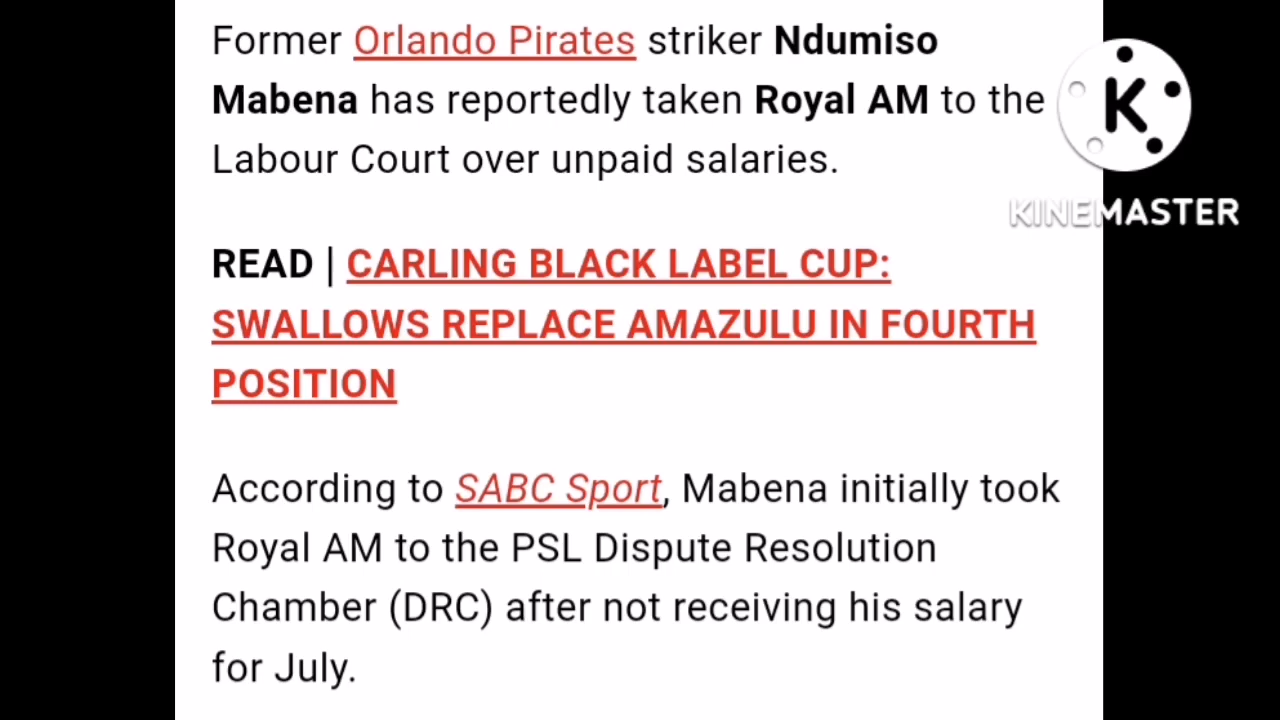 Former Orlando Pirates striker Ndumiso
Mabena has reportedly taken Royal AM to the
Labour Court over unpaid salaries.
READ | CARLING BLACK LABEL CUP:
SWALLOWS REPLACE AMAZULU IN FOURTH
POSITION
According to SABC Sport, Mabena initially took
Royal AM to the PSL Dispute Resolution
Chamber (DRC) after not receiving his salary
for July.
K
KINEMASTER